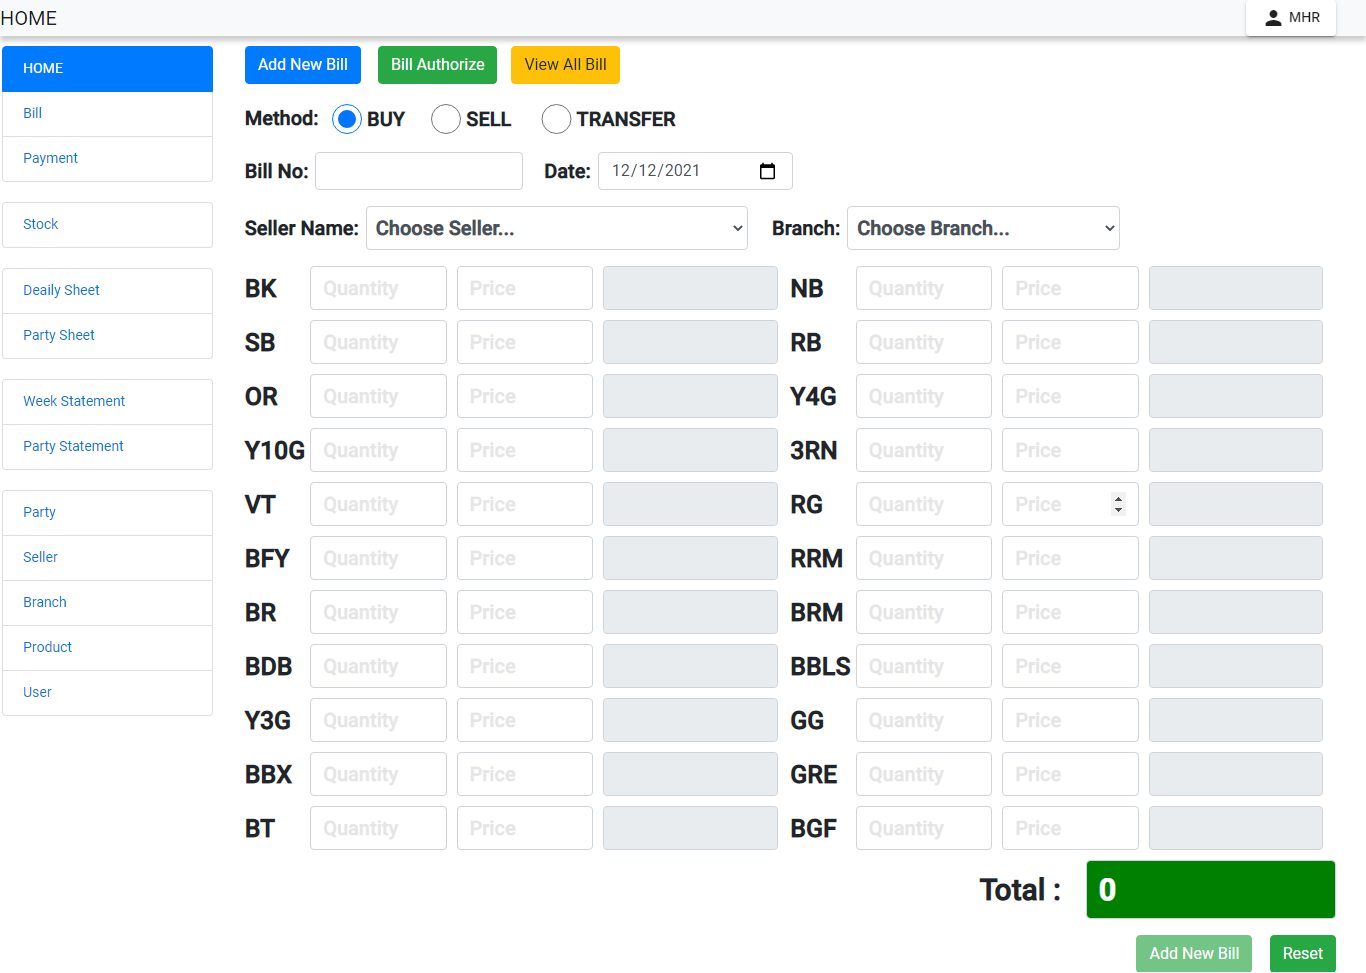 HOME
MHR
HOME
Bill
Payment
Stock
Deaily Sheet
Party Sheet
Week Statement
Party Statement
Party
Seller
Branch
Product
User
Add New Bill Bill Authorize View All Bill
Method: BUY SELL TRANSFER
Bill No: Date: 12/12/2021
Seller Name: Choose Seller... Branch: Choose Branch...
BK Quantity Price NB Quantity Price
SB Quantity Price RB Quantity Price
OR Quantity Price Y4G Quantity Price
Y10G Quantity Price 3RN Quantity Price
VT Quantity Price RG Quantity Price
BFY Quantity Price RRM Quantity Price
BR Quantity Price BRM Quantity Price
BDB Quantity Price BBLS Quantity Price
Y3G Quantity Price GG Quantity Price
BBX Quantity Price GRE Quantity Price
BT Quantity Price BGF Quantity Price
Total : 0
Add New Bill Reset